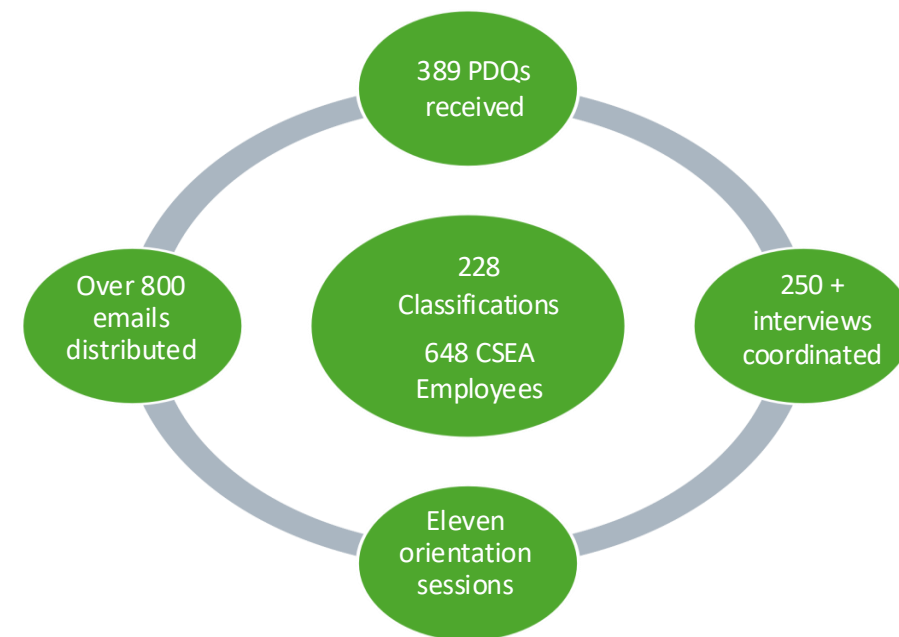 389 PDQs
received
Over 800
emails
distributed
228
Classifications
648 CSEA
Employees
250 +
interviews
coordinated
Eleven
orientation
sessions